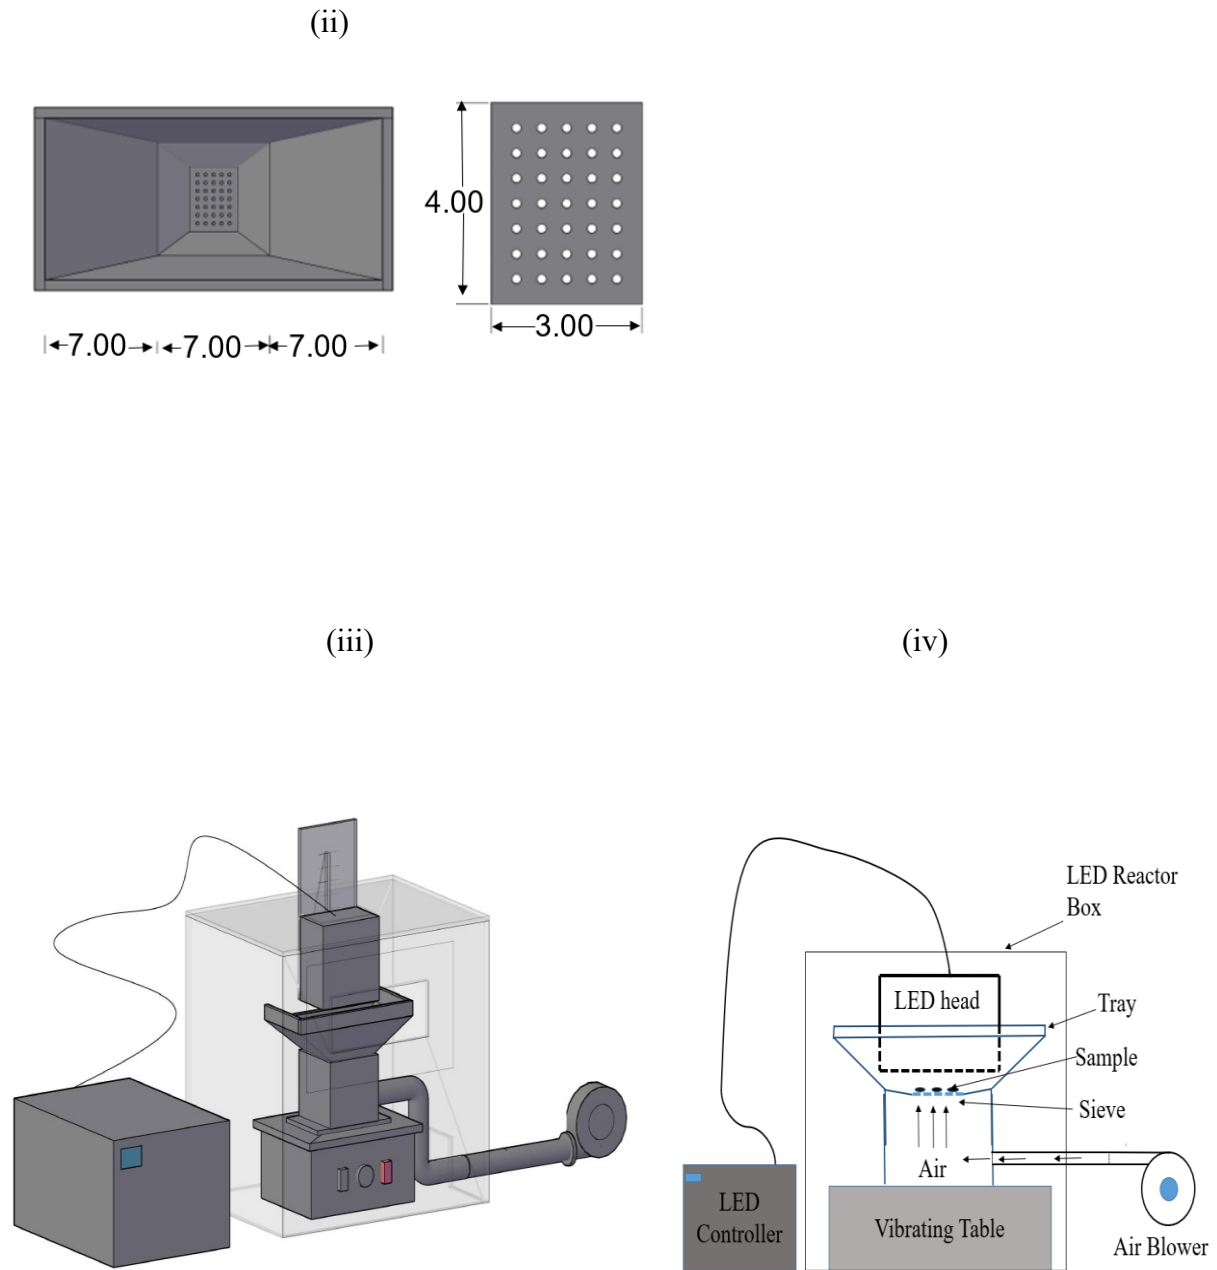 (ii)
4.00
3.00
7.00 7.00 7.00
(iii)
(iv)
LED Reactor
Box
LED head
Tray
Sample
Sieve
Air
LED
Controller
Vibrating Table
Air Blower